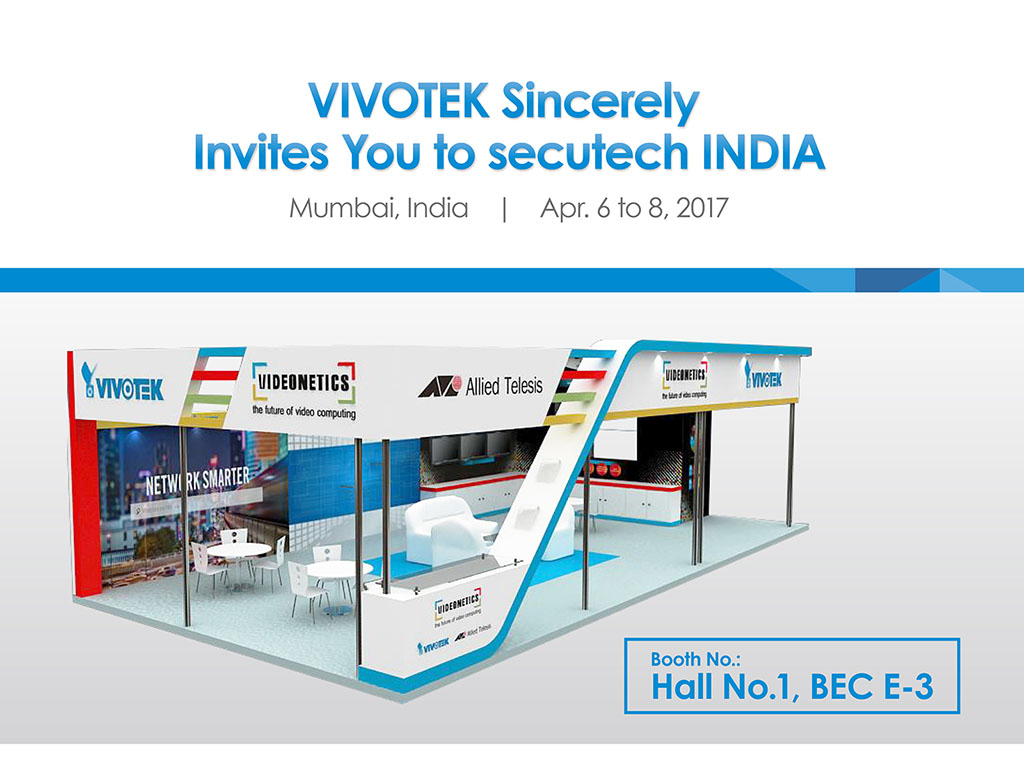 VIVOTEK Sincerely
Invites You to secutech INDIA
Mumbai, India | Apr. 6 to 8, 2017
VIVOTEK
VIDEONETICS
the future of video computing
Allied Telesis
VIDEONETICS
the future of video computing
VIVOTEK
NETWORK SMARTER
VIDEONETICS
the future of video computing
VIVOTEK Allied Telesis
Booth No.:
Hall No.1, BEC E-3